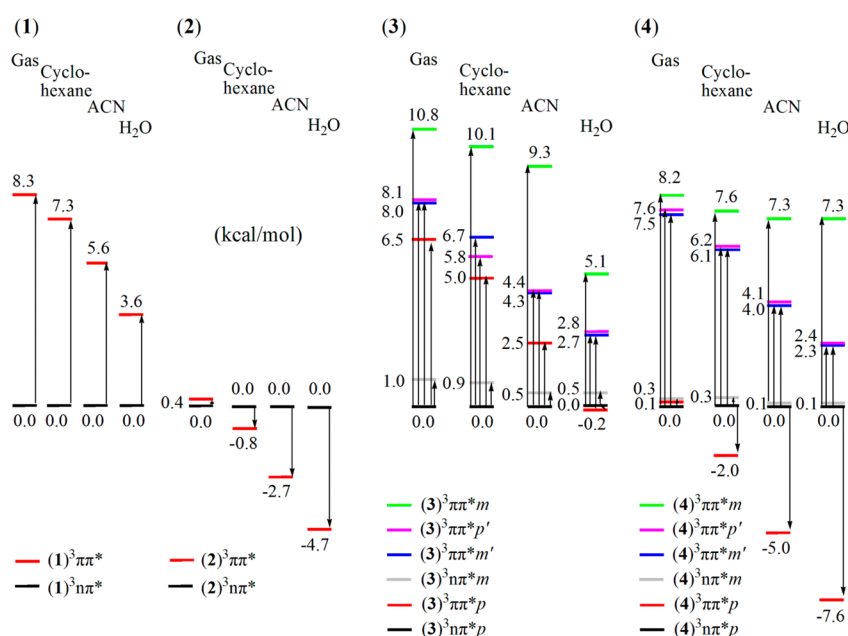 (1)
Gas
Cyclo-
hexane
ACN
H₂O
8.3
7.3
5.6
3.6
0.0
0.0
0.0
0.0
(1)³ππ*
(1)³nπ*
(2)
Gas
Cyclo-
hexane
ACN
H₂O
(kcal/mol)
0.4
0.0
0.0
0.0
0.0
-0.8
-2.7
-4.7
(2)³ππ*
(2)³nπ*
(3)
Gas
Cyclo-
hexane
ACN
H₂O
10.8
8.1
8.0
6.5
1.0
0.0
10.1
6.7
5.8
5.0
0.9
0.0
9.3
4.4
4.3
2.5
0.5
0.0
5.1
2.8
2.7
0.5
0.0
-0.2
(3)³ππ*m
(3)³ππ*p'
(3)³ππ*m'
(3)³nπ*m
(3)³ππ*p
(3)³nπ*p
(4)
Gas
Cyclo-
hexane
ACN
H₂O
8.2
7.6
7.5
0.3
0.1
0.0
7.6
6.2
6.1
0.3
0.0
-2.0
7.3
4.1
4.0
0.1
0.0
-5.0
7.3
2.4
2.3
0.1
0.0
-7.6
(4)³ππ*m
(4)³ππ*p'
(4)³ππ*m'
(4)³nπ*m
(4)³ππ*p
(4)³nπ*p